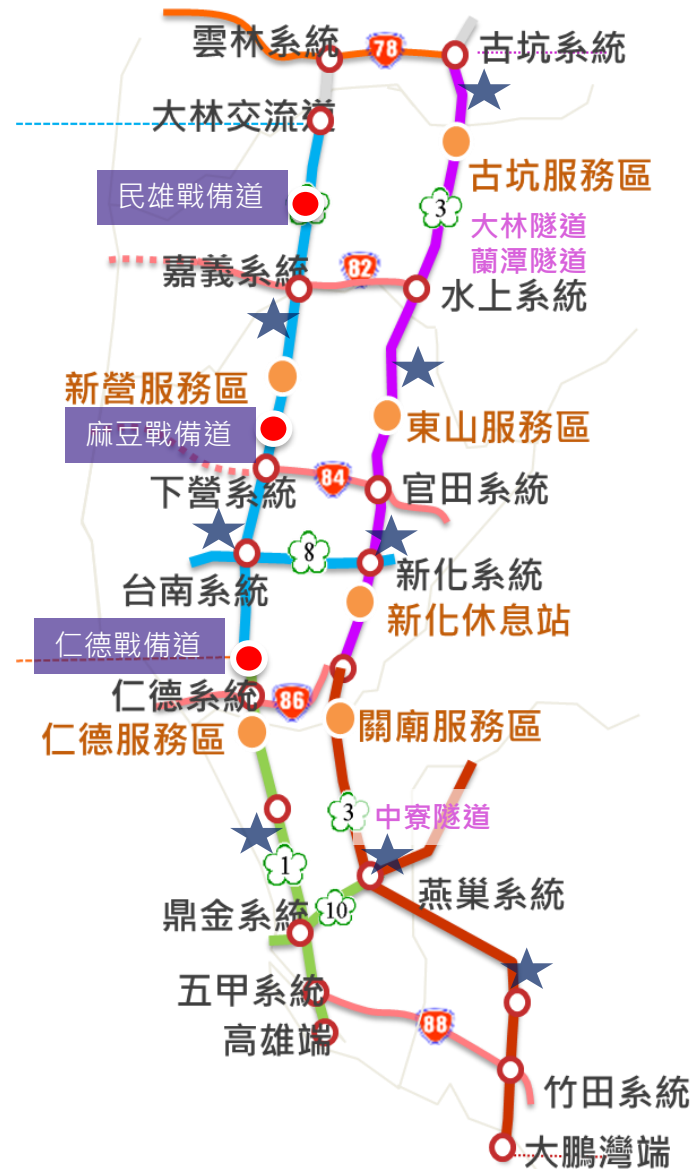 雲林系統
78
古坑系統
大林交流道
古坑服務區
民雄戰備道
3
大林隧道
蘭潭隧道
嘉義系統
82
水上系統
新營服務區
麻豆戰備道
東山服務區
下營系統
84
官田系統
8
台南系統
新化系統
新化休息站
仁德戰備道
仁德系統
86
仁德服務區
關廟服務區
3
中寮隧道
1
燕巢系統
鼎金系統
10
五甲系統
88
高雄端
竹田系統
大鵬灣端